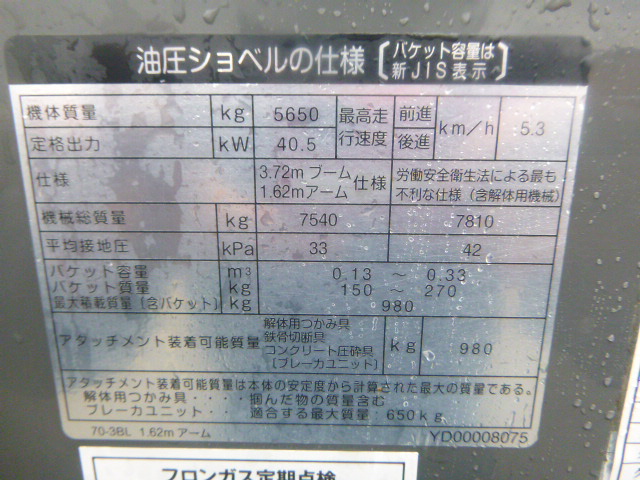 油圧ショベルの仕様 〔バケット容量は
新JIS表示〕
機体質量 kg 5650 最高走行速度 前進 後進 km/h 5.3
定格出力 kW 40.5
仕様 3.72m ブーム 1.62mアーム 仕様 労働安全衛生法による最も
不利な仕様（含解体用機械）
機械総質量 kg 7540 7810
平均接地圧 kPa 33 42
バケット容量 m³ 0.13 ～ 0.33
バケット質量 kg 150 ～ 270
最大積載質量（含バケット） kg 980
アタッチメント装着可能質量 解体用つかみ具
鉄骨切断具
コンクリート圧砕具
〔ブレーカユニット〕 kg 980
アタッチメント装着可能質量は本体の安定度から計算された最大の質量である。
解体用つかみ具・・・・掴んだ物の質量含む
ブレーカユニット・・・・適合する最大質量：650kg
70-3BL 1.62m アーム YD00008075
フロンガス定期点検